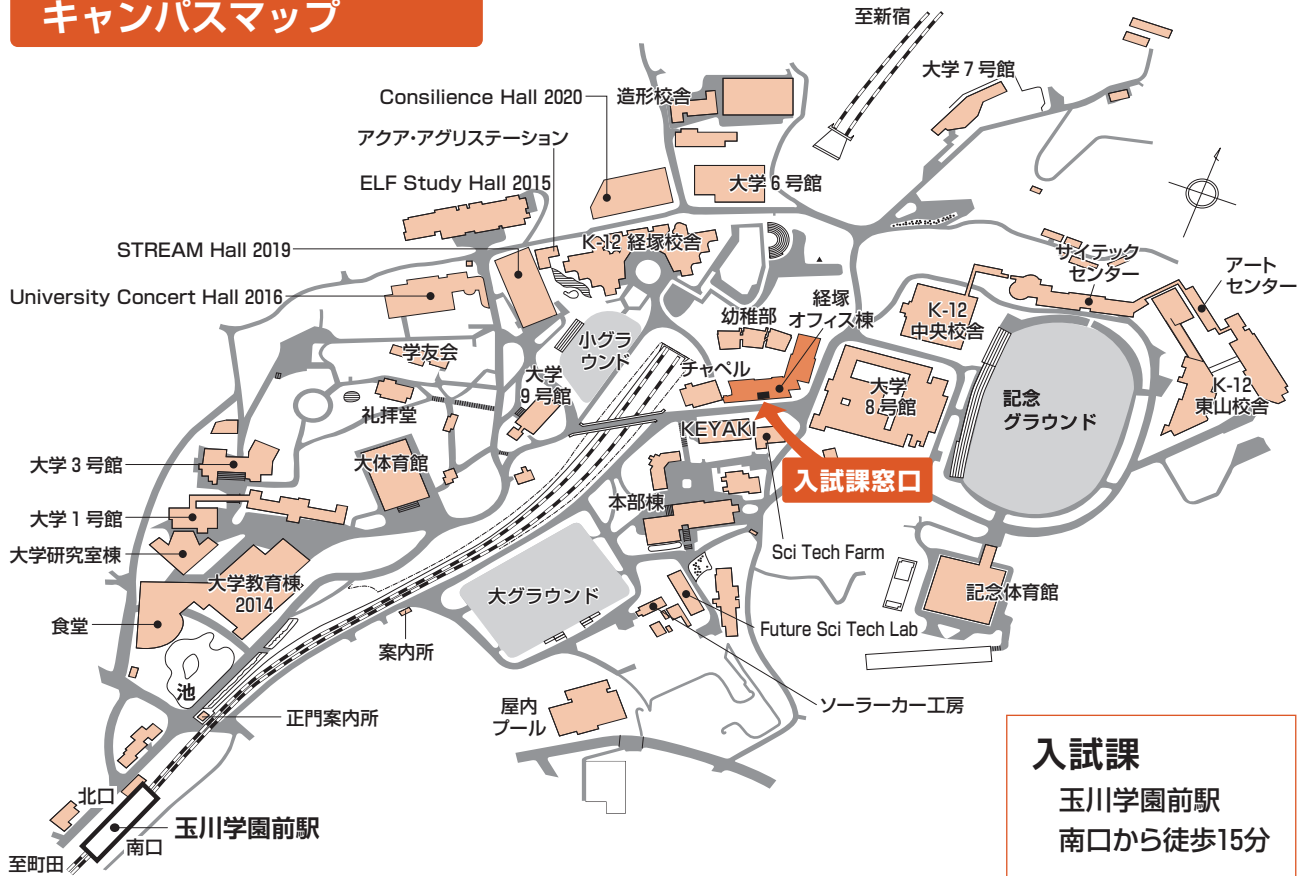 キャンパスマップ
至新宿
大学7号館
Consilience Hall 2020
造形校舎
アクア・アグリステーション
ELF Study Hall 2015
大学6号館
STREAM Hall 2019
K-12 経塚校舎
サイテック
センター
アート
センター
University Concert Hall 2016
幼稚部
経塚
オフィス棟
K-12
中央校舎
小グラ
ウンド
学友会
チャペル
大学
9号館
大学
8号館
K-12
東山校舎
記念
グラウンド
礼拝堂
KEYAKI
大学3号館
大体育館
入試課窓口
本部棟
大学1号館
Sci Tech Farm
大学研究室棟
大学教育棟
2014
大グラウンド
記念体育館
食堂
Future Sci Tech Lab
案内所
池
正門案内所
屋内
プール
ソーラーカー工房
北口
玉川学園前駅
南口
至町田
入試課
玉川学園前駅
南口から徒歩15分